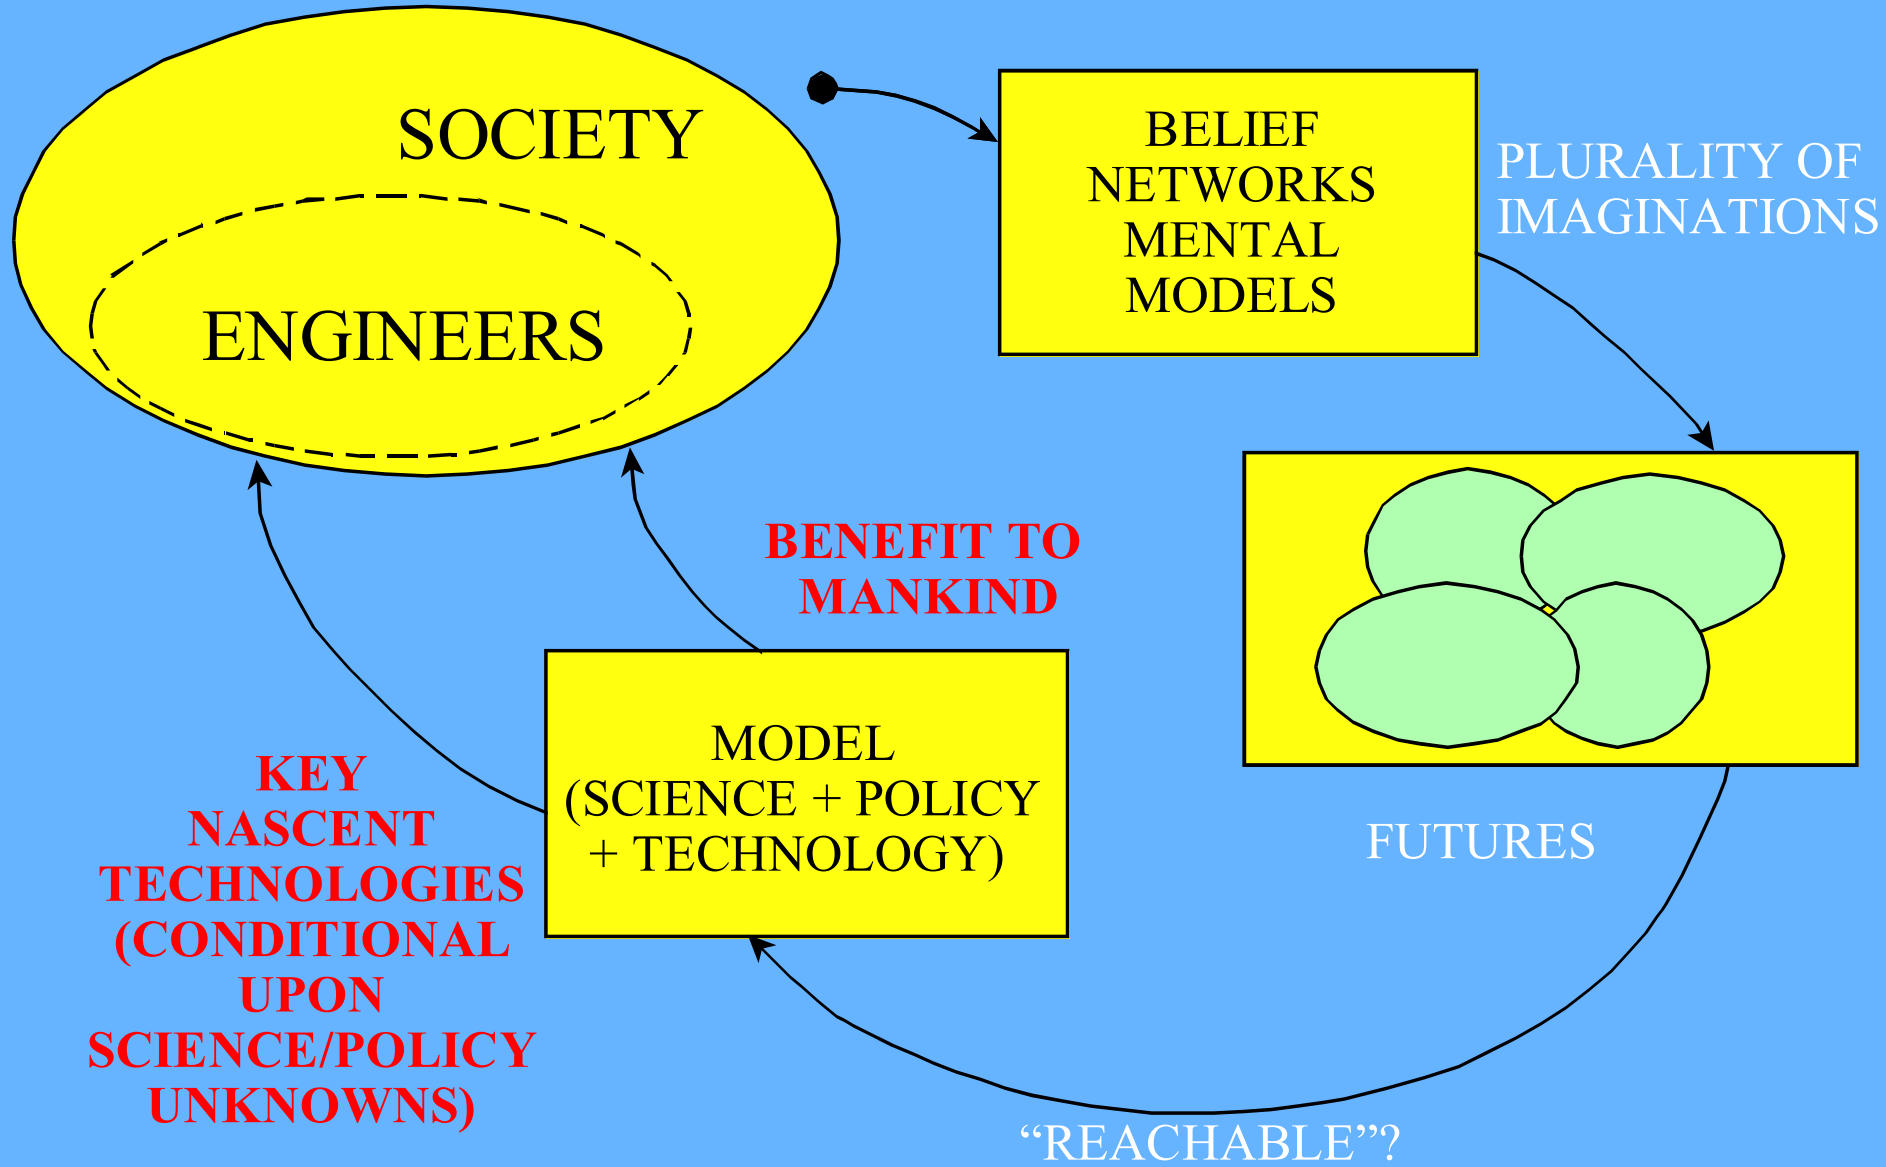 SOCIETY
ENGINEERS
BELIEF
NETWORKS
MENTAL
MODELS
PLURALITY OF
IMAGINATIONS
BENEFIT TO
MANKIND
MODEL
(SCIENCE + POLICY
+ TECHNOLOGY)
FUTURES
KEY
NASCENT
TECHNOLOGIES
(CONDITIONAL
UPON
SCIENCE/POLICY
UNKNOWNS)
“REACHABLE”?